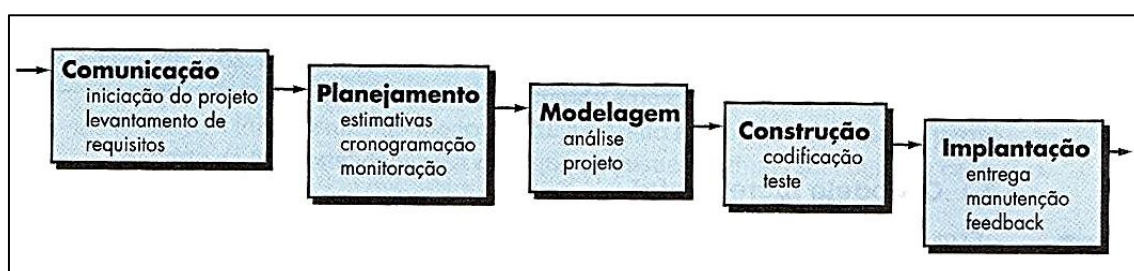 Comunicação
iniciação do projeto
levantamento de
requisitos
Planejamento
estimativas
cronogramação
monitoração
Modelagem
análise
projeto
Construção
codificação
teste
Implantação
entrega
manutenção
feedback